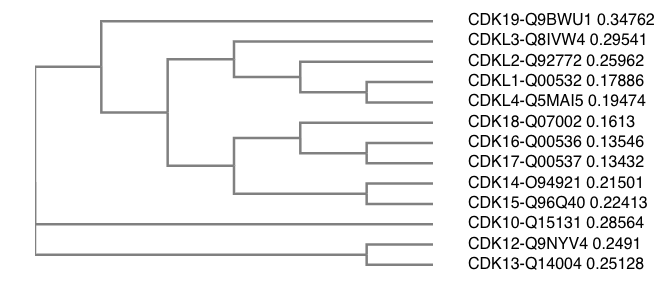 CDK19-Q9BWU1 0.34762
CDKL3-Q8IVW4 0.29541
CDKL2-Q92772 0.25962
CDKL1-Q00532 0.17886
CDKL4-Q5MAI5 0.19474
CDK18-Q07002 0.1613
CDK16-Q00536 0.13546
CDK17-Q00537 0.13432
CDK14-O94921 0.21501
CDK15-Q96Q40 0.22413
CDK10-Q15131 0.28564
CDK12-Q9NYV4 0.2491
CDK13-Q14004 0.25128